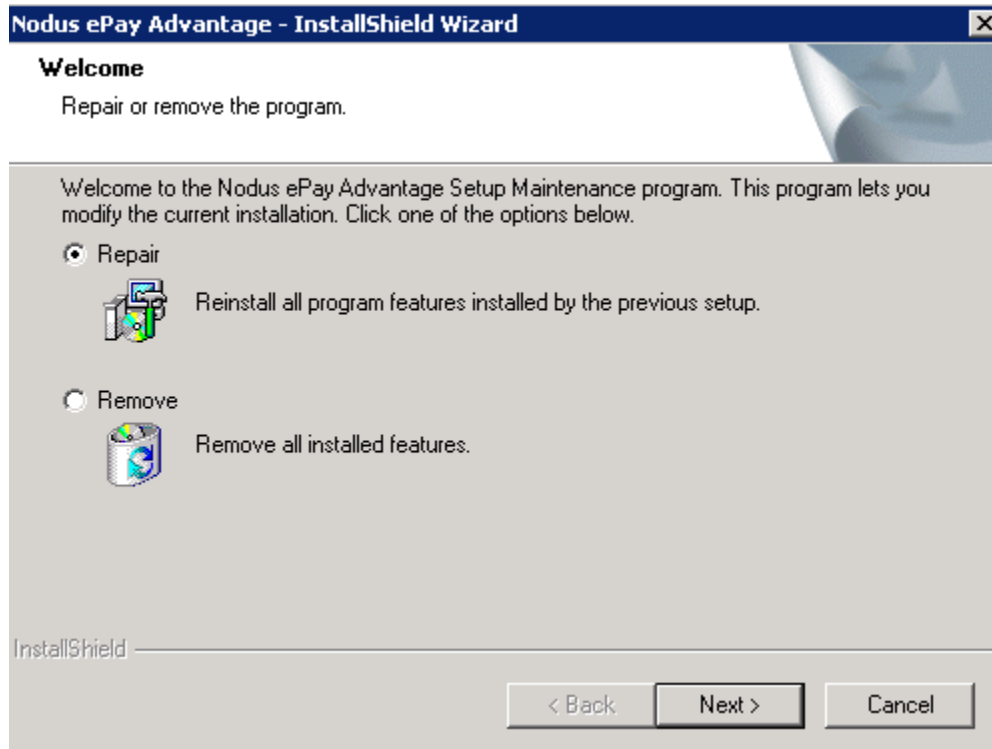 Nodus ePay Advantage - InstallShield Wizard
Welcome
Repair or remove the program.
Welcome to the Nodus ePay Advantage Setup Maintenance program. This program lets you
modify the current installation. Click one of the options below.
Repair
Reinstall all program features installed by the previous setup.
Remove
Remove all installed features.
InstallShield
< Back
Next >
Cancel